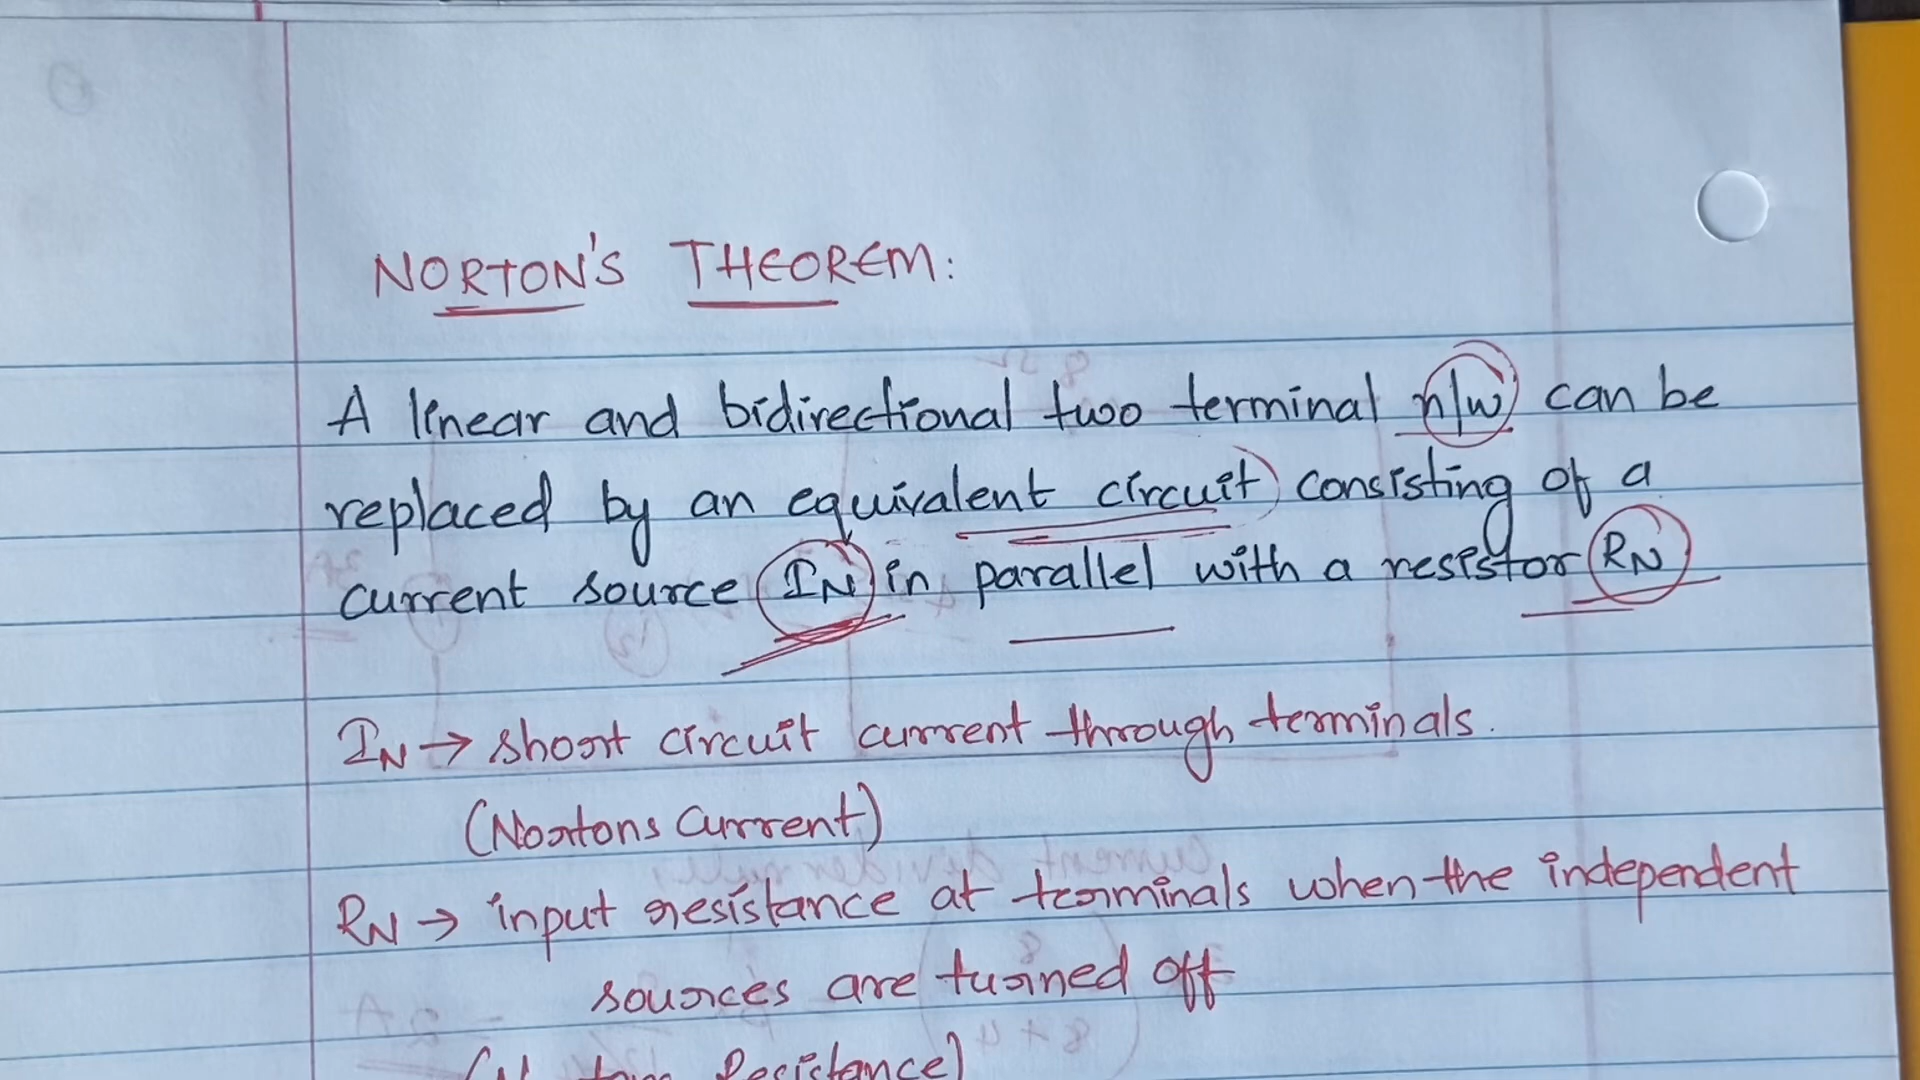 NORTON'S THEOREM:
A linear and bidirectional two terminal n/w can be
replaced by an equivalent circuit consisting of a
current source IN in parallel with a resistor RN
IN → short circuit current through terminals.
(Nortons Current)
RN → input resistance at terminals when the independent
sources are turned off
Resistance)